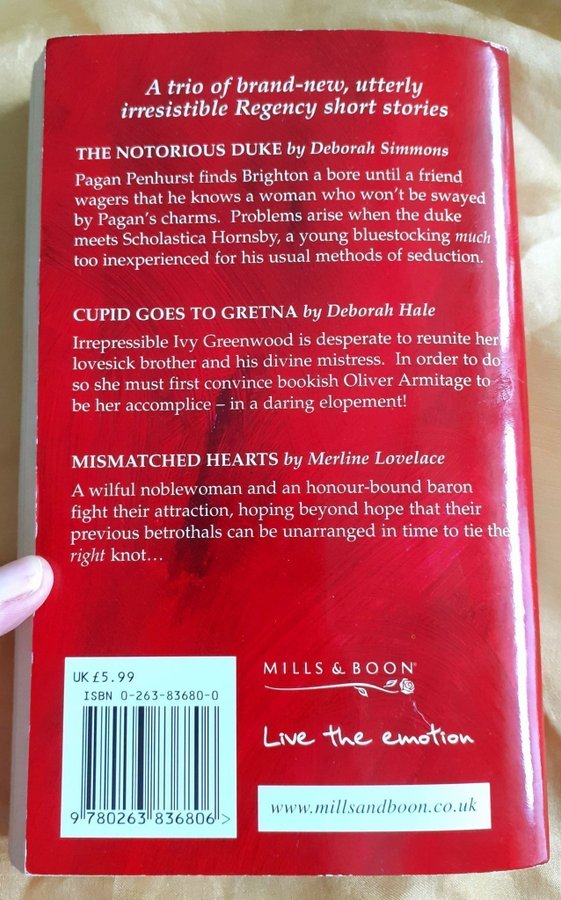 A trio of brand-new, utterly
irresistible Regency short stories
THE NOTORIOUS DUKE by Deborah Simmons
Pagan Penhurst finds Brighton a bore until a friend
wagers that he knows a woman who won't be swayed
by Pagan's charms. Problems arise when the duke
meets Scholastica Hornsby, a young bluestocking much
too inexperienced for his usual methods of seduction.
CUPID GOES TO GRETNA by Deborah Hale
Irrepressible Ivy Greenwood is desperate to reunite her
lovesick brother and his divine mistress. In order to do
so she must first convince bookish Oliver Armitage to
be her accomplice – in a daring elopement!
MISMATCHED HEARTS by Merline Lovelace
A wilful noblewoman and an honour-bound baron
fight their attraction, hoping beyond hope that their
previous betrothals can be unarranged in time to tie the
right knot…
UK £5.99
ISBN 0-263-83680-0
9 780263 836806 >
MILLS & BOON®
Live the emotion
www.millsandboon.co.uk